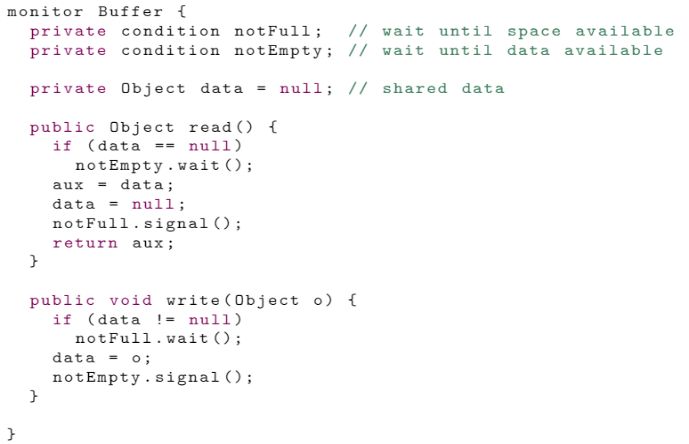 monitor Buffer {
  private condition notFull;  // wait until space available
  private condition notEmpty; // wait until data available

  private Object data = null; // shared data

  public Object read() {
    if (data == null)
      notEmpty.wait();
    aux = data;
    data = null;
    notFull.signal();
    return aux;
  }

  public void write(Object o) {
    if (data != null)
      notFull.wait();
    data = o;
    notEmpty.signal();
  }

}